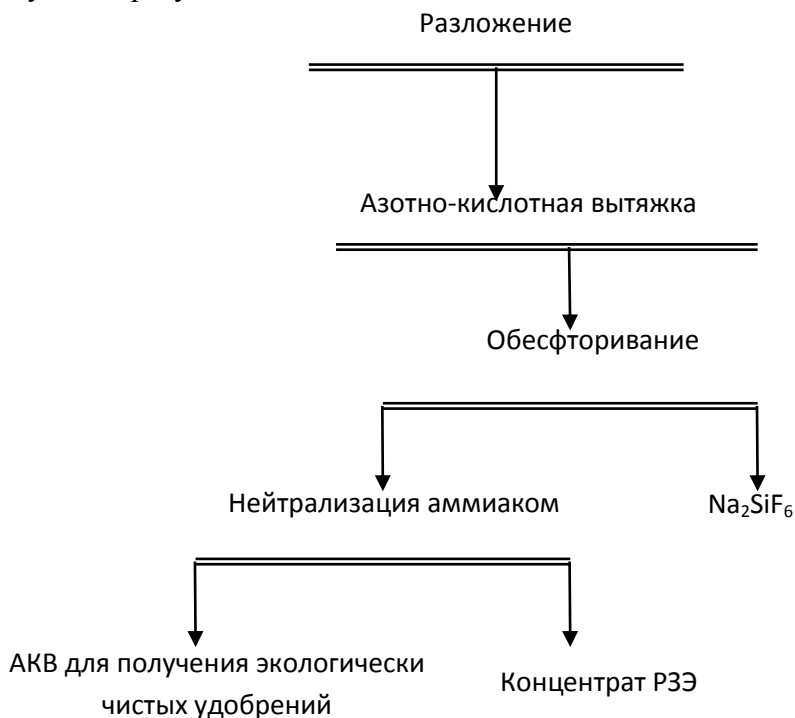 Разложение
Азотно-кислотная вытяжка
Обесфторивание
Нейтрализация аммиаком
Na₂SiF₆
АКВ для получения экологически
чистых удобрений
Концентрат РЗЭ